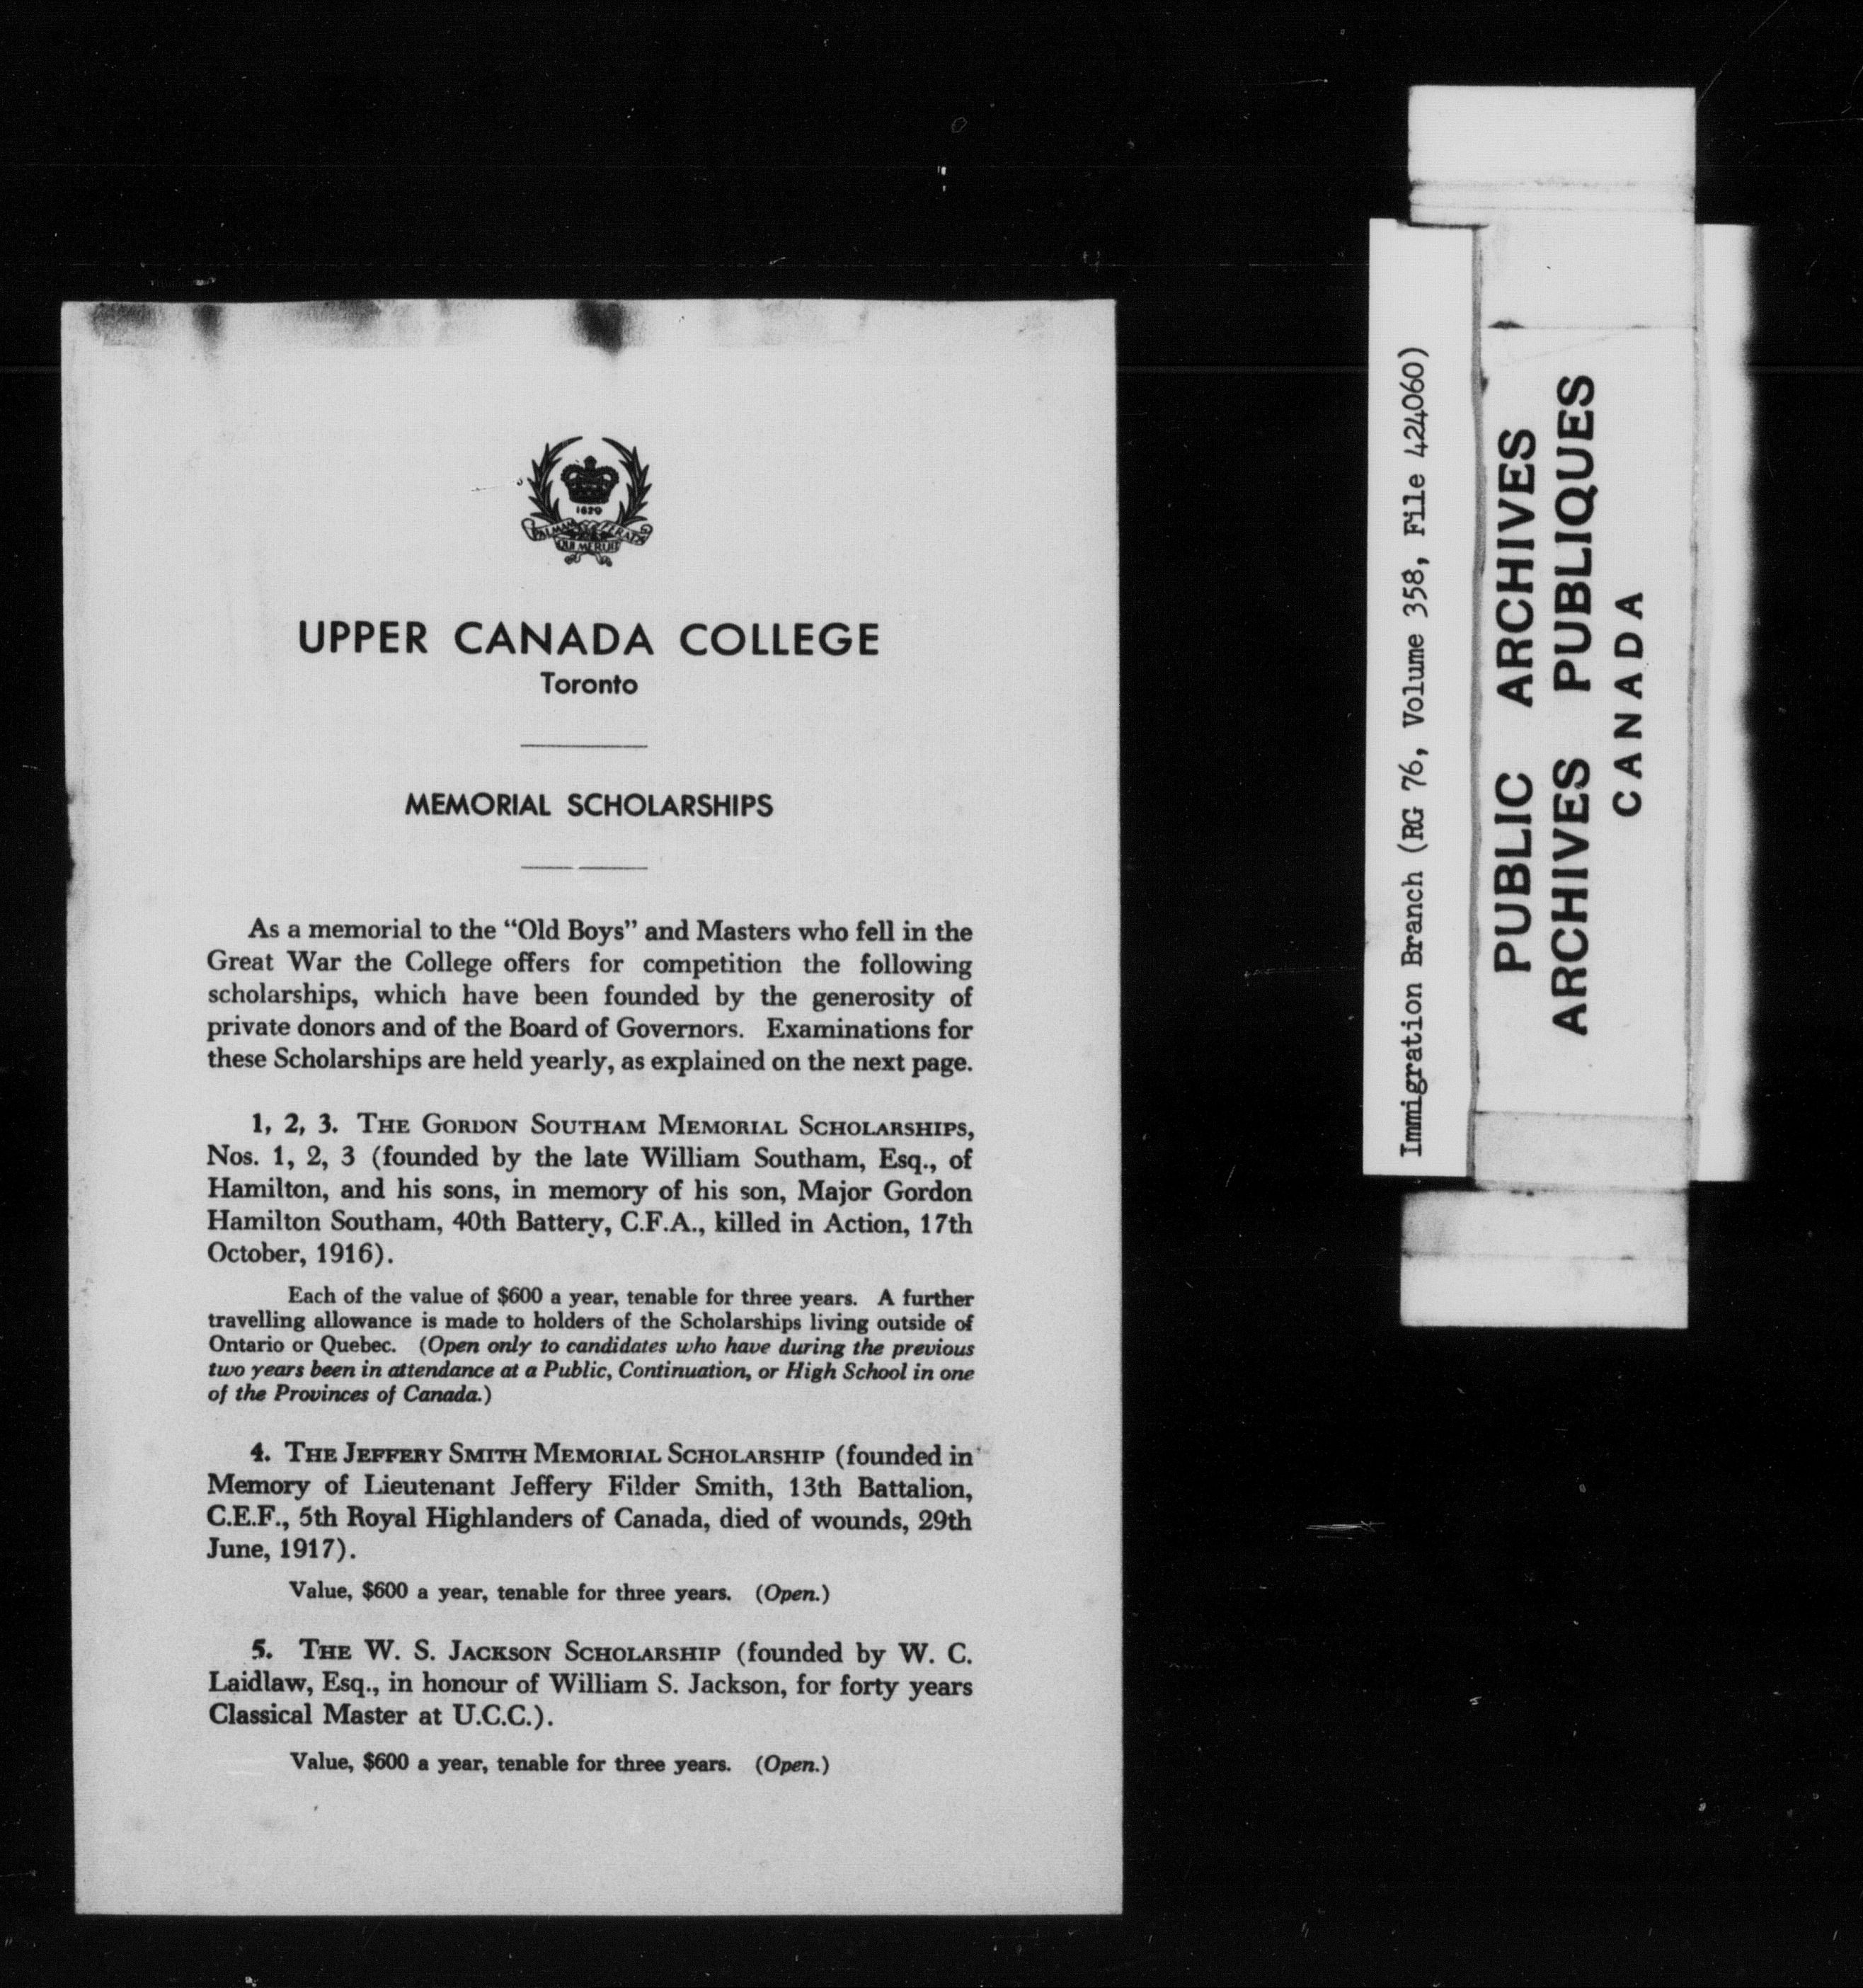 1829
PALMAM QUI MERUIT FERAT
UPPER CANADA COLLEGE
Toronto
MEMORIAL SCHOLARSHIPS
As a memorial to the “Old Boys” and Masters who fell in the
Great War the College offers for competition the following
scholarships, which have been founded by the generosity of
private donors and of the Board of Governors. Examinations for
these Scholarships are held yearly, as explained on the next page.
1, 2, 3. THE GORDON SOUTHAM MEMORIAL SCHOLARSHIPS,
Nos. 1, 2, 3 (founded by the late William Southam, Esq., of
Hamilton, and his sons, in memory of his son, Major Gordon
Hamilton Southam, 40th Battery, C.F.A., killed in Action, 17th
October, 1916).
Each of the value of $600 a year, tenable for three years. A further
travelling allowance is made to holders of the Scholarships living outside of
Ontario or Quebec. (Open only to candidates who have during the previous
two years been in attendance at a Public, Continuation, or High School in one
of the Provinces of Canada.)
4. THE JEFFERY SMITH MEMORIAL SCHOLARSHIP (founded in
Memory of Lieutenant Jeffery Filder Smith, 13th Battalion,
C.E.F., 5th Royal Highlanders of Canada, died of wounds, 29th
June, 1917).
Value, $600 a year, tenable for three years. (Open.)
5. THE W. S. JACKSON SCHOLARSHIP (founded by W. C.
Laidlaw, Esq., in honour of William S. Jackson, for forty years
Classical Master at U.C.C.).
Value, $600 a year, tenable for three years. (Open.)
Immigration Branch (RG 76, Volume 358, File 424060)
PUBLIC ARCHIVES
ARCHIVES PUBLIQUES
CANADA